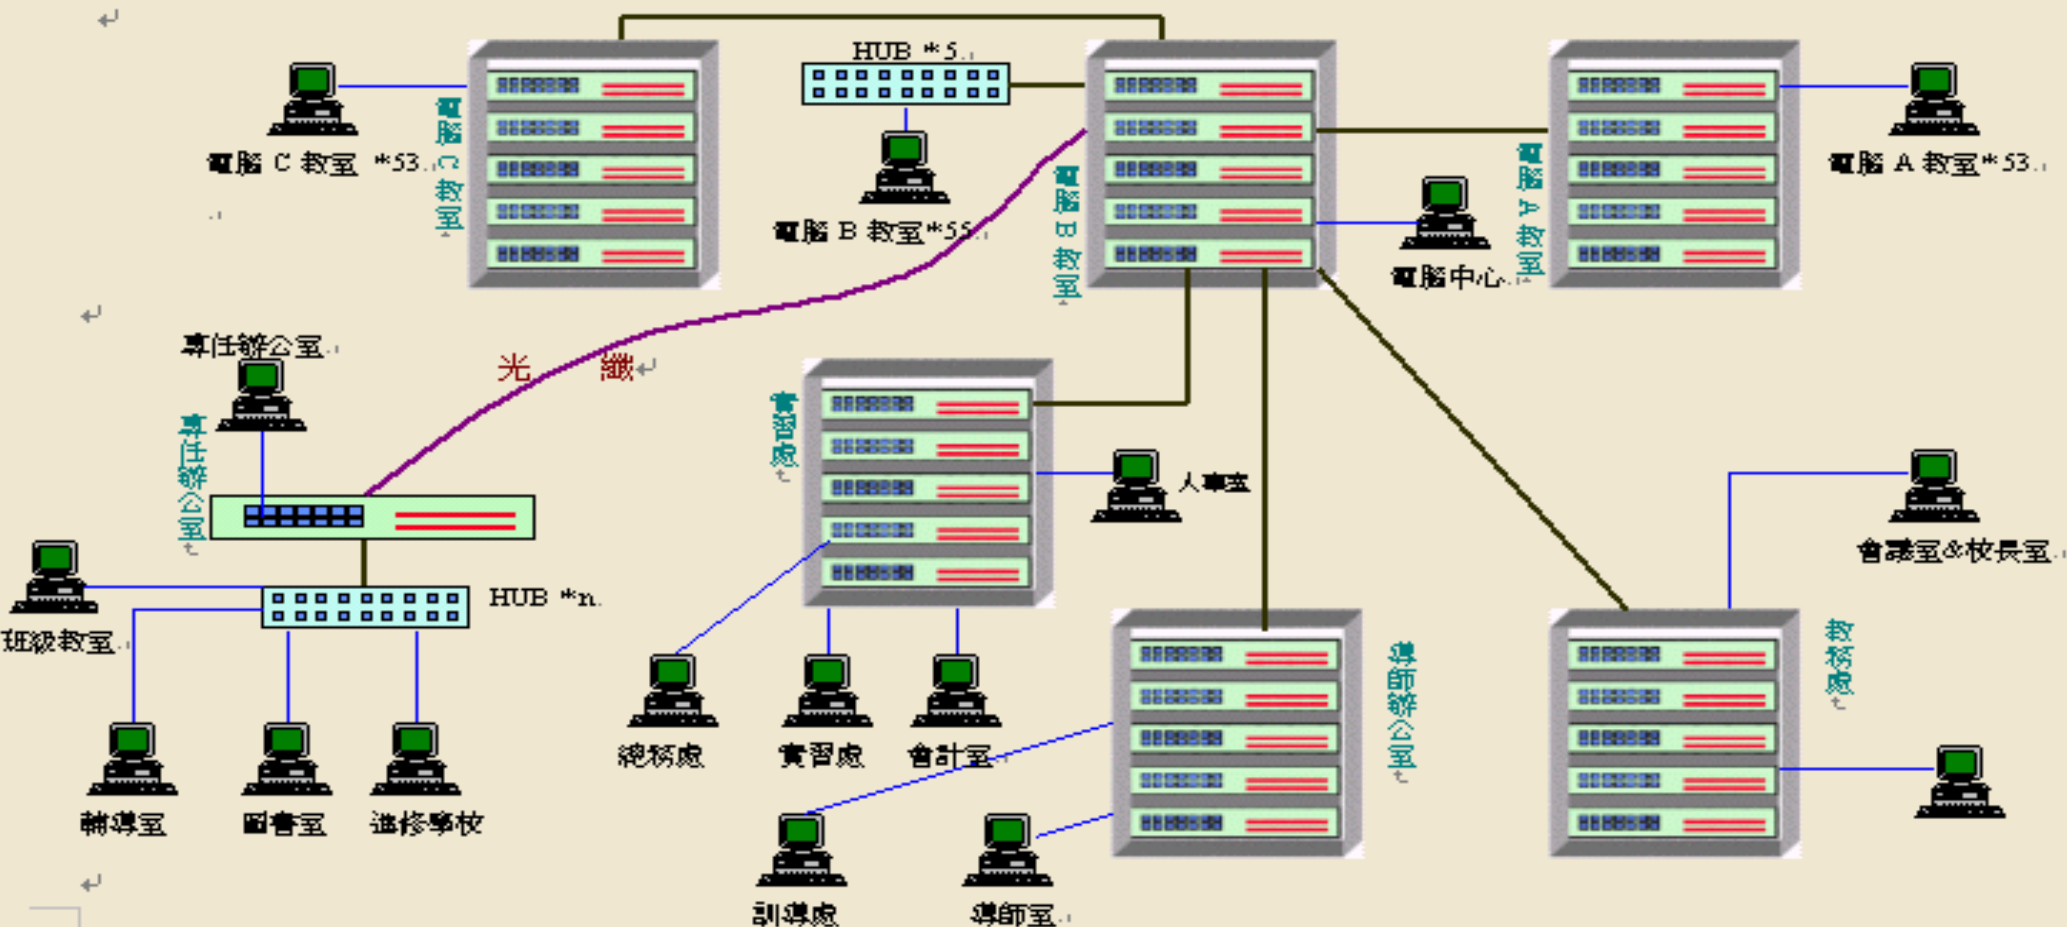 HUB *5
電腦 C 教室
電腦 C 教室 *53
電腦 B 教室*55
電腦 B 教室
電腦 A 教室
電腦 A 教室*53
電腦中心
專任辦公室
光 纖
專任辦公室
實習處
人事室
會議室&校長室
HUB *n
班級教室
教務處
導師辦公室
總務處
實習處
會計室
輔導室
圖書室
進修學校
訓導處
導師室